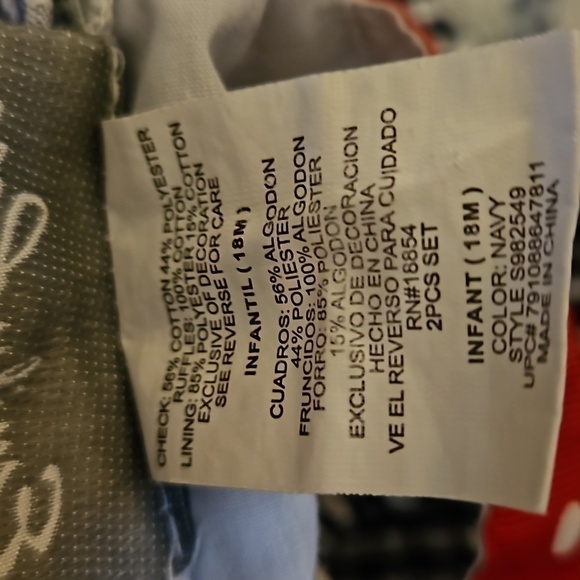 CHECK: 56% COTTON 44% POLYESTER
RUFFLES: 100% COTTON
LINING: 85% POLYESTER 15% COTTON
EXCLUSIVE OF DECORATION
SEE REVERSE FOR CARE
INFANTIL ( 18M )
CUADROS: 56% ALGODON
44% POLIESTER
FRUNCIDOS: 100% ALGODON
FORRO: 85% POLIESTER
15% ALGODON
EXCLUSIVO DE DECORACION
HECHO EN CHINA
VE EL REVERSO PARA CUIDADO
RN#16854
2PCS SET
INFANT ( 18M )
COLOR: NAVY
STYLE S982549
UPC# 791088647811
MADE IN CHINA